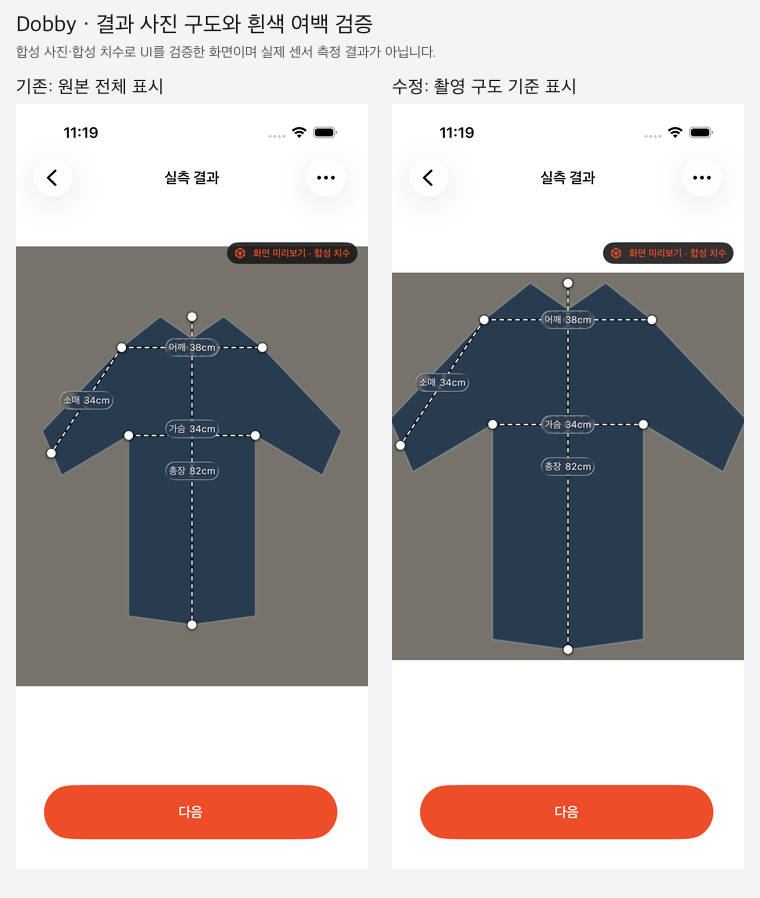 Dobby · 결과 사진 구도와 흰색 여백 검증
합성 사진·합성 치수로 UI를 검증한 화면이며 실제 센서 측정 결과가 아닙니다.
기존: 원본 전체 표시
11:19
실측 결과
화면 미리보기 · 합성 치수
어깨 38cm
소매 34cm
가슴 34cm
총장 82cm
다음
수정: 촬영 구도 기준 표시
11:19
실측 결과
화면 미리보기 · 합성 치수
어깨 38cm
소매 34cm
가슴 34cm
총장 82cm
다음